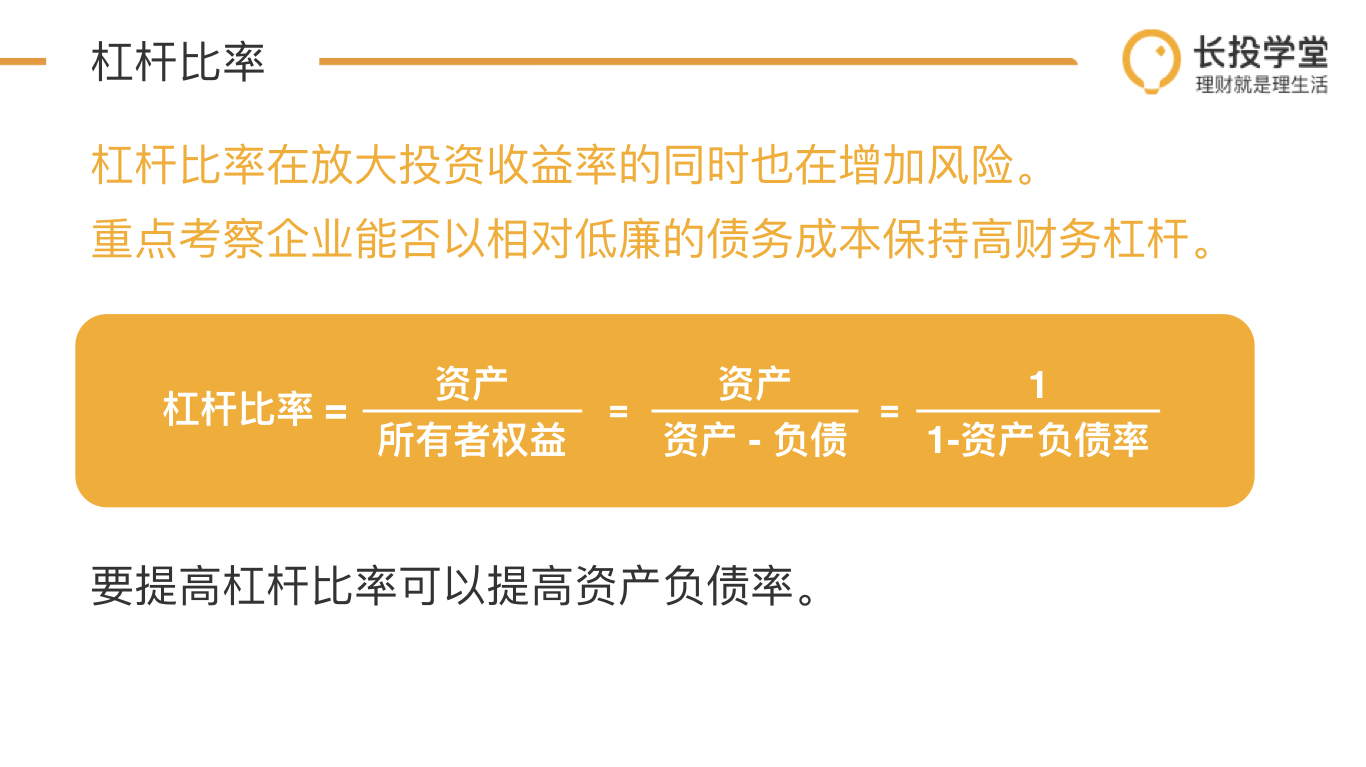 杠杆比率
长投学堂
理财就是理生活
杠杆比率在放大投资收益率的同时也在增加风险。
重点考察企业能否以相对低廉的债务成本保持高财务杠杆。
杠杆比率 = 资产 / 所有者权益 = 资产 / 资产 - 负债 = 1 / 1-资产负债率
要提高杠杆比率可以提高资产负债率。